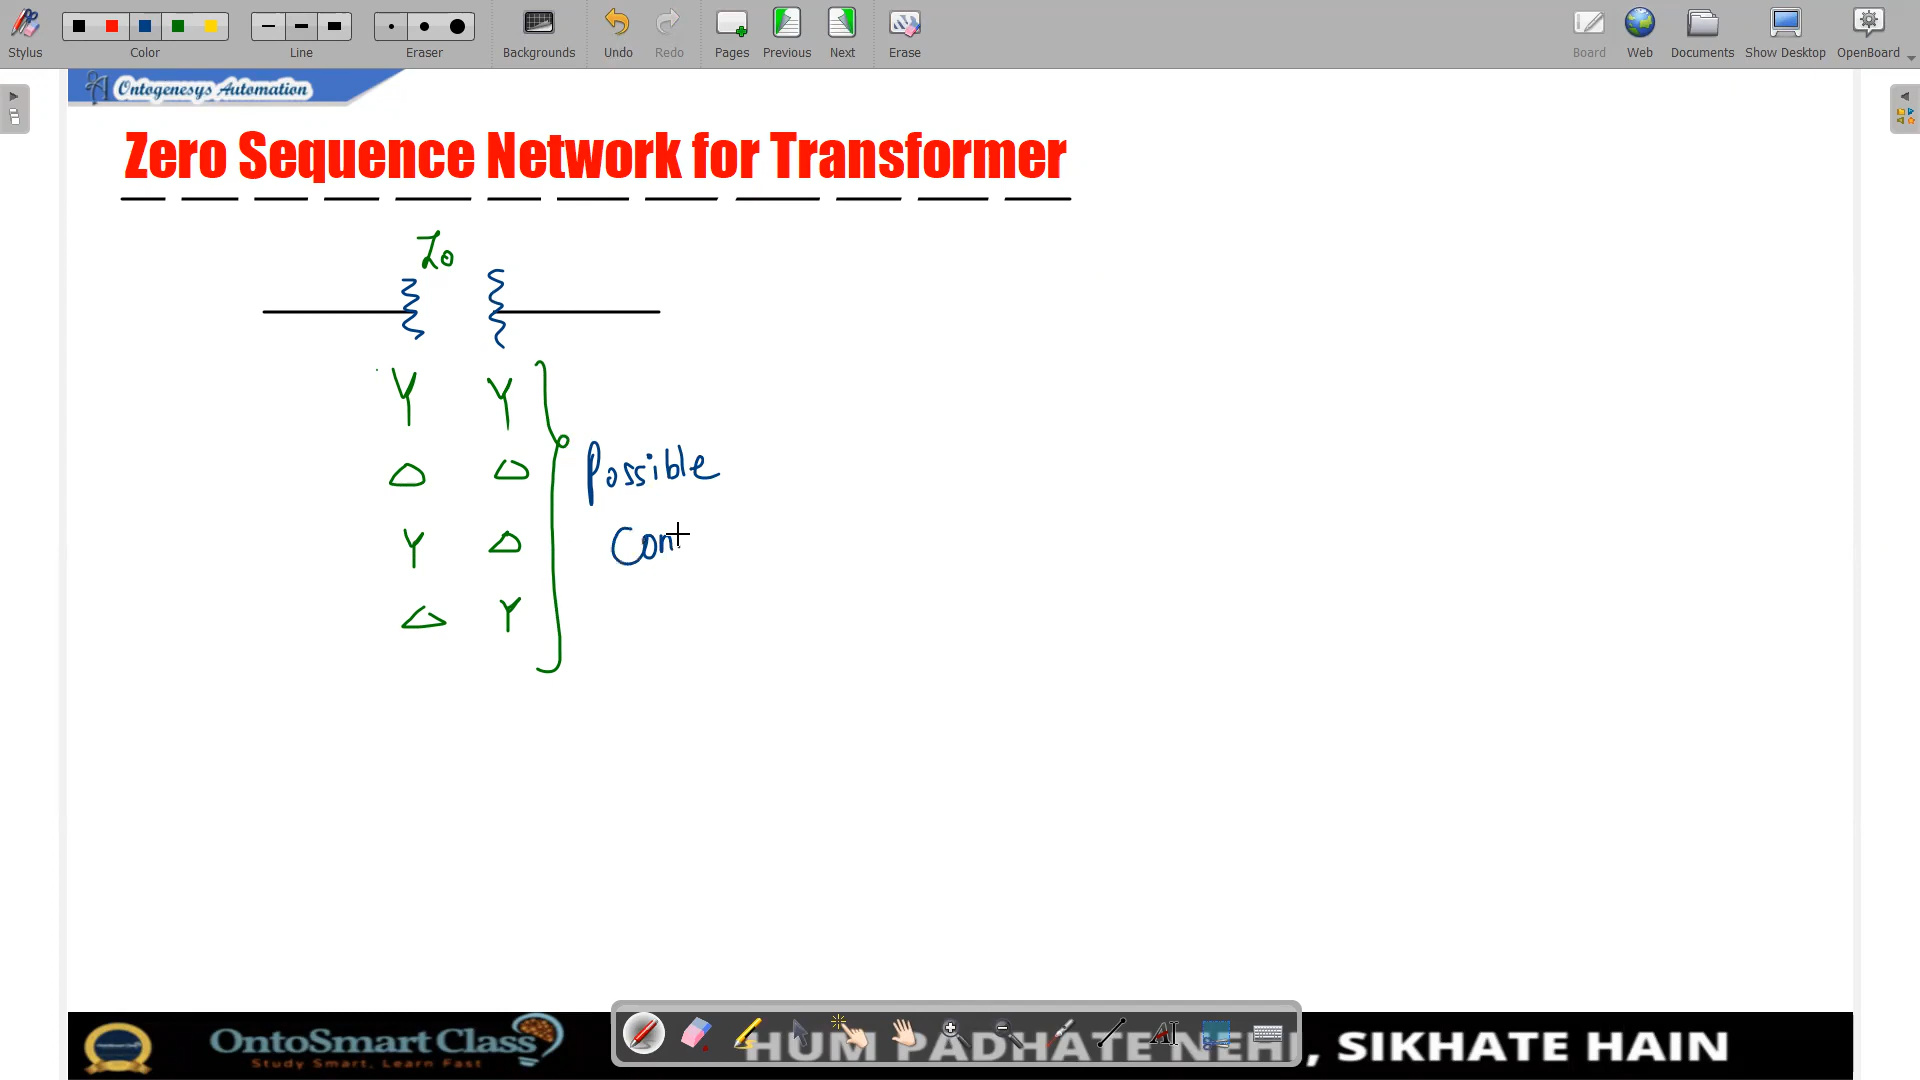 Stylus Color Line Eraser Backgrounds Undo Redo Pages Previous Next Erase Board Web Documents Show Desktop OpenBoard
Ontogenesys Automation
Zero Sequence Network for Transformer
Z0
Y Y
Δ Δ
Possible
Y Δ
Con
Δ Y
OntoSmart Class
Study Smart, Learn Fast
HUM PADHATE NEHI, SIKHATE HAIN